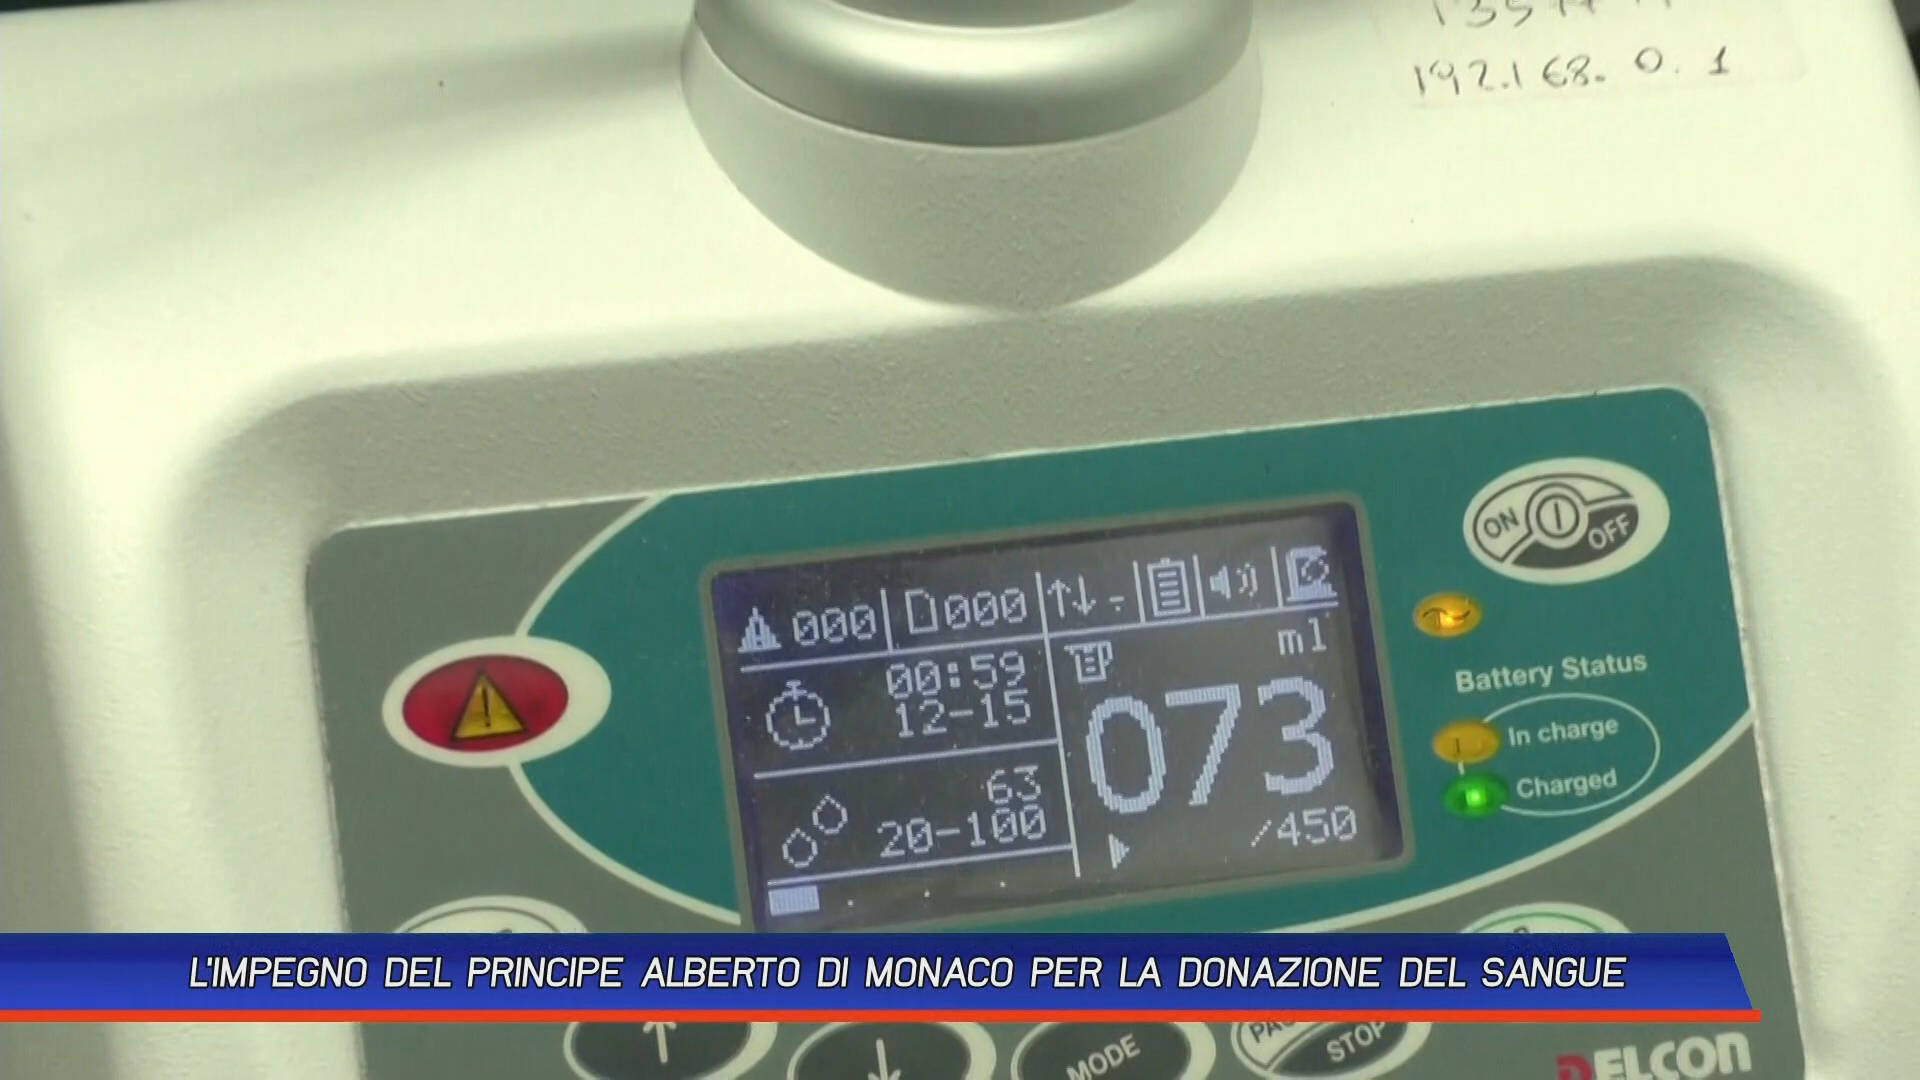 192.168.0.1
ON OFF
000 000
ml
00:59
12-15
073
63
20-100
/450
Battery Status
In charge
Charged
L'IMPEGNO DEL PRINCIPE ALBERTO DI MONACO PER LA DONAZIONE DEL SANGUE
MODE
STOP
DELCON